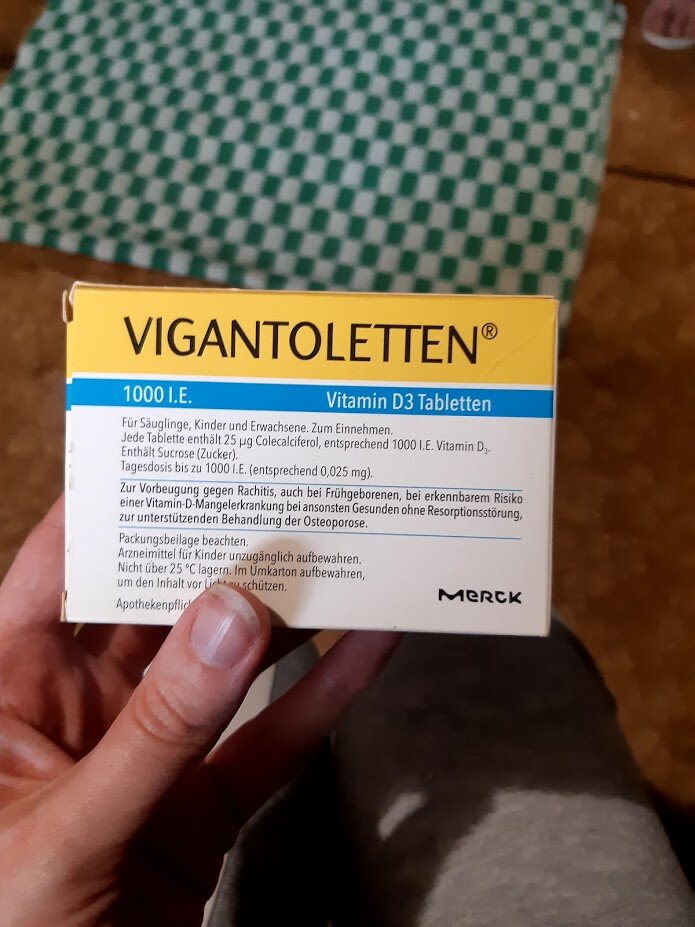 VIGANTOLETTEN®
1000 I.E. Vitamin D3 Tabletten
Für Säuglinge, Kinder und Erwachsene. Zum Einnehmen.
Jede Tablette enthält 25 µg Colecalciferol, entsprechend 1000 I.E. Vitamin D₃.
Enthält Sucrose (Zucker).
Tagesdosis bis zu 1000 I.E. (entsprechend 0,025 mg).
Zur Vorbeugung gegen Rachitis, auch bei Frühgeborenen, bei erkennbarem Risiko
einer Vitamin-D-Mangelerkrankung bei ansonsten Gesunden ohne Resorptionsstörung,
zur unterstützenden Behandlung der Osteoporose.
Packungsbeilage beachten.
Arzneimittel für Kinder unzugänglich aufbewahren.
Nicht über 25 °C lagern. Im Umkarton aufbewahren,
um den Inhalt vor Licht zu schützen.
MERCK